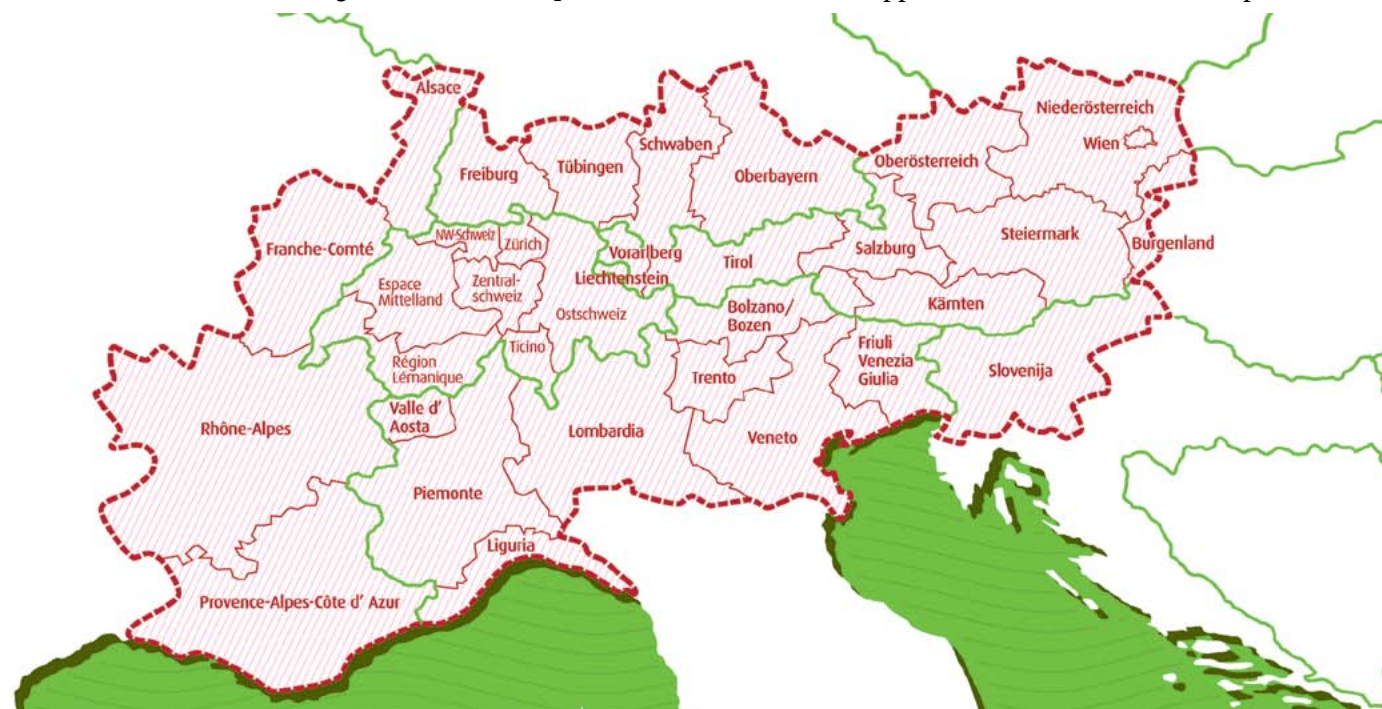 Alsace
Niederösterreich
Wien
Schwaben
Oberösterreich
Tübingen
Freiburg
Oberbayern
NW-Schweiz
Zürich
Franche-Comté
Vorarlberg
Tirol
Salzburg
Steiermark
Burgenland
Espace
Mittelland
Zentral-
schweiz
Liechtenstein
Ostschweiz
Bolzano/
Bozen
Kärnten
Ticino
Région
Lémanique
Trento
Friuli
Venezia
Giulia
Slovenija
Valle d'
Aosta
Rhône-Alpes
Lombardia
Veneto
Piemonte
Liguria
Provence-Alpes-Côte d' Azur